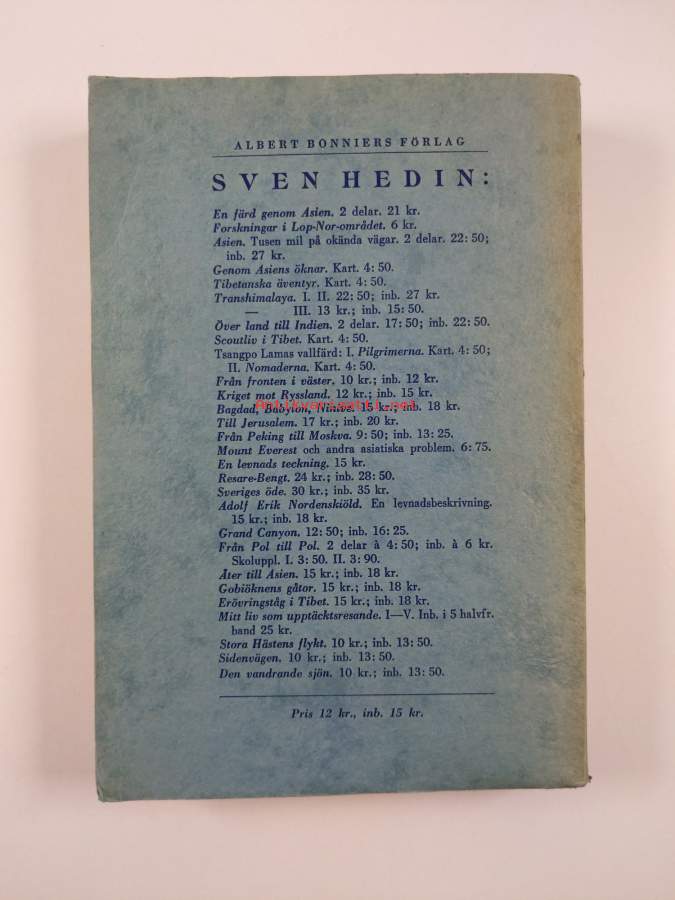 ALBERT BONNIERS FÖRLAG
SVEN HEDIN:
En färd genom Asien. 2 delar. 21 kr.
Forskningar i Lop-Nor-området. 6 kr.
Asien. Tusen mil på okända vägar. 2 delar. 22: 50;
inb. 27 kr.
Genom Asiens öknar. Kart. 4: 50.
Tibetanska äventyr. Kart. 4: 50.
Transhimalaya. I. II. 22: 50; inb. 27 kr.
— III. 13 kr.; inb. 15: 50.
Över land till Indien. 2 delar. 17: 50; inb. 22: 50.
Scoutliv i Tibet. Kart. 4: 50.
Tsangpo Lamas vallfärd: I. Pilgrimerna. Kart. 4: 50;
II. Nomaderna. Kart. 4: 50.
Från fronten i väster. 10 kr.; inb. 12 kr.
Kriget mot Ryssland. 12 kr.; inb. 15 kr.
Bagdad, Babylon, Ninive. 15 kr.; inb. 18 kr.
Antikvariaatti.net
Till Jerusalem. 17 kr.; inb. 20 kr.
Från Peking till Moskva. 9: 50; inb. 13: 25.
Mount Everest och andra asiatiska problem. 6: 75.
En levnads teckning. 15 kr.
Resare-Bengt. 24 kr.; inb. 28: 50.
Sveriges öde. 30 kr.; inb. 35 kr.
Adolf Erik Nordenskiöld. En levnadsbeskrivning.
15 kr.; inb. 18 kr.
Grand Canyon. 12: 50; inb. 16: 25.
Från Pol till Pol. 2 delar à 4: 50; inb. à 6 kr.
Skoluppl. I. 3: 50. II. 3: 90.
Åter till Asien. 15 kr.; inb. 18 kr.
Gobiöknens gåtor. 15 kr.; inb. 18 kr.
Erövringståg i Tibet. 15 kr.; inb. 18 kr.
Mitt liv som upptäcktsresande. I—V. Inb. i 5 halvfr.
band 25 kr.
Stora Hästens flykt. 10 kr.; inb. 13: 50.
Sidenvägen. 10 kr.; inb. 13: 50.
Den vandrande sjön. 10 kr.; inb. 13: 50.
Pris 12 kr., inb. 15 kr.